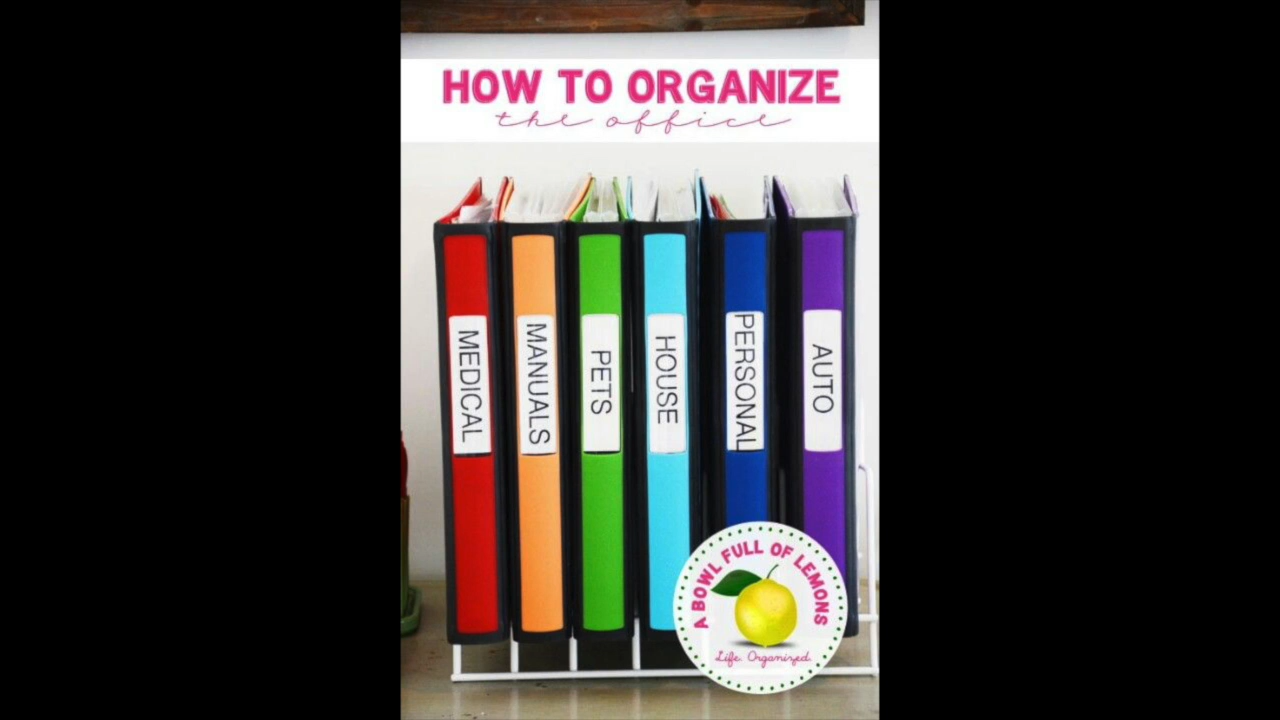 HOW TO ORGANIZE
the office
MEDICAL
MANUALS
PETS
HOUSE
PERSONAL
AUTO
A BOWL FULL OF LEMONS
Life. Organized.